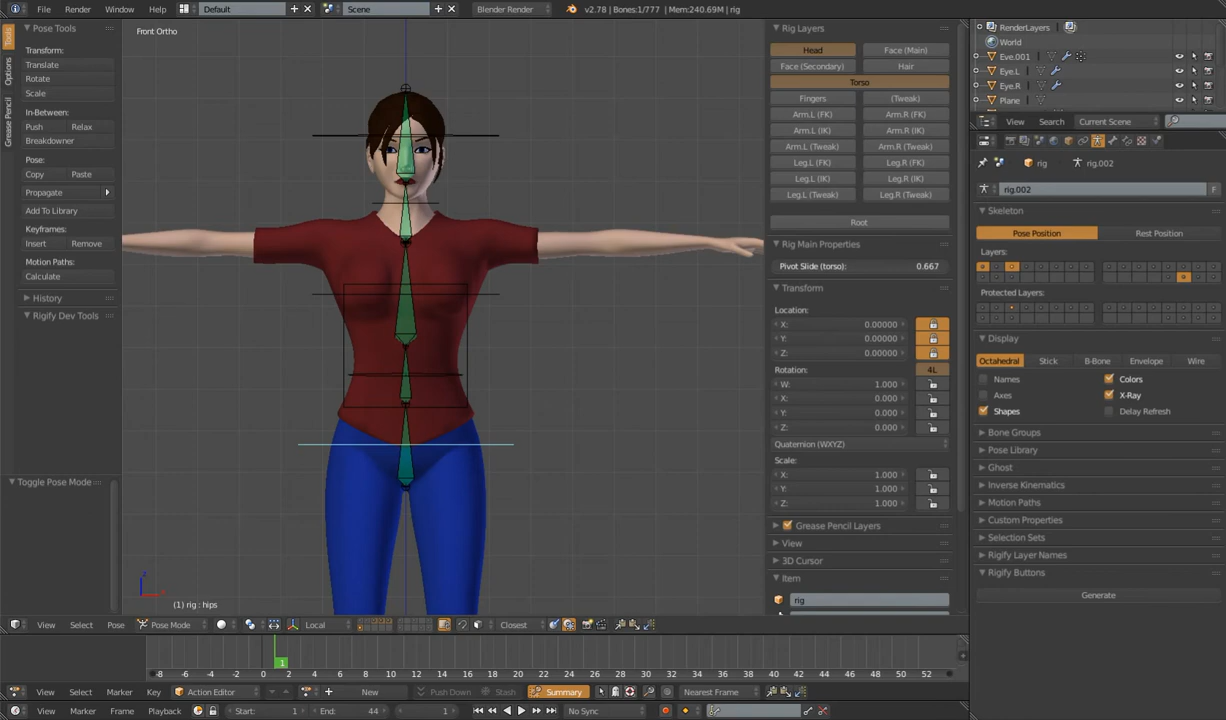 File
Render
Window
Help
Default
Scene
Blender Render
v2.78 | Bones:1/777 | Mem:240.69M | rig
Tools
Options
Grease Pencil
Pose Tools
Transform:
Translate
Rotate
Scale
In-Between:
Push
Relax
Breakdowner
Pose:
Copy
Paste
Propagate
Add To Library
Keyframes:
Insert
Remove
Motion Paths:
Calculate
History
Rigify Dev Tools
Toggle Pose Mode
Front Ortho
z
x
(1) rig : hips
Rig Layers
Head
Face (Main)
Face (Secondary)
Hair
Torso
Fingers
(Tweak)
Arm.L (FK)
Arm.R (FK)
Arm.L (IK)
Arm.R (IK)
Arm.L (Tweak)
Arm.R (Tweak)
Leg.L (FK)
Leg.R (FK)
Leg.L (IK)
Leg.R (IK)
Leg.L (Tweak)
Leg.R (Tweak)
Root
Rig Main Properties
Pivot Slide (torso): 0.667
Transform
Location:
X: 0.00000
Y: 0.00000
Z: 0.00000
Rotation: 4L
W: 1.000
X: 0.000
Y: 0.000
Z: 0.000
Quaternion (WXYZ)
Scale:
X: 1.000
Y: 1.000
Z: 1.000
Grease Pencil Layers
View
3D Cursor
Item
rig
RenderLayers
World
Eve.001
Eye.L
Eye.R
Plane
View
Search
Current Scene
rig
rig.002
rig.002
F
Skeleton
Pose Position
Rest Position
Layers:
Protected Layers:
Display
Octahedral
Stick
B-Bone
Envelope
Wire
Names
Colors
Axes
X-Ray
Shapes
Delay Refresh
Bone Groups
Pose Library
Ghost
Inverse Kinematics
Motion Paths
Custom Properties
Selection Sets
Rigify Layer Names
Rigify Buttons
Generate
View
Select
Pose
Pose Mode
Local
Closest
1
-8 -6 -4 -2 0 2 4 6 8 10 12 14 16 18 20 22 24 26 28 30 32 34 36 38 40 42 44 46 48 50 52
View
Select
Marker
Key
Action Editor
New
Push Down
Stash
Summary
Nearest Frame
View
Marker
Frame
Playback
Start: 1
End: 44
1
No Sync